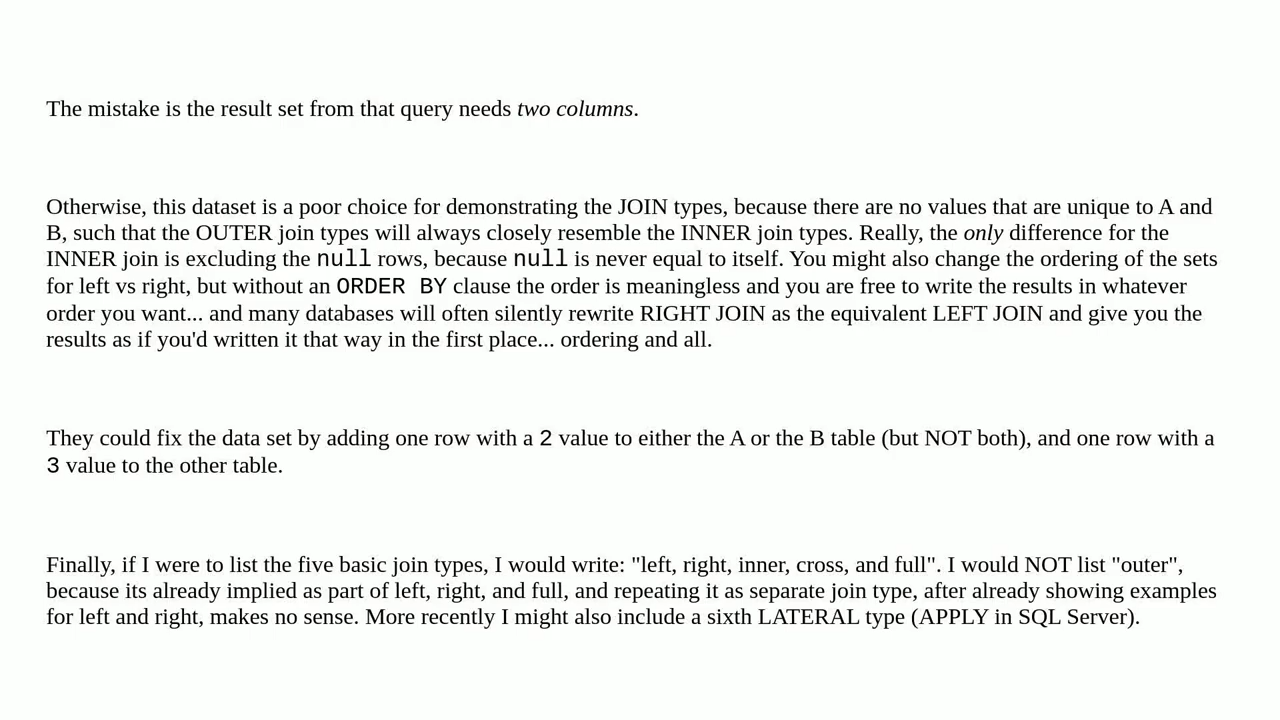 The mistake is the result set from that query needs two columns.
Otherwise, this dataset is a poor choice for demonstrating the JOIN types, because there are no values that are unique to A and
B, such that the OUTER join types will always closely resemble the INNER join types. Really, the only difference for the
INNER join is excluding the null rows, because null is never equal to itself. You might also change the ordering of the sets
for left vs right, but without an ORDER BY clause the order is meaningless and you are free to write the results in whatever
order you want... and many databases will often silently rewrite RIGHT JOIN as the equivalent LEFT JOIN and give you the
results as if you'd written it that way in the first place... ordering and all.
They could fix the data set by adding one row with a 2 value to either the A or the B table (but NOT both), and one row with a
3 value to the other table.
Finally, if I were to list the five basic join types, I would write: "left, right, inner, cross, and full". I would NOT list "outer",
because its already implied as part of left, right, and full, and repeating it as separate join type, after already showing examples
for left and right, makes no sense. More recently I might also include a sixth LATERAL type (APPLY in SQL Server).